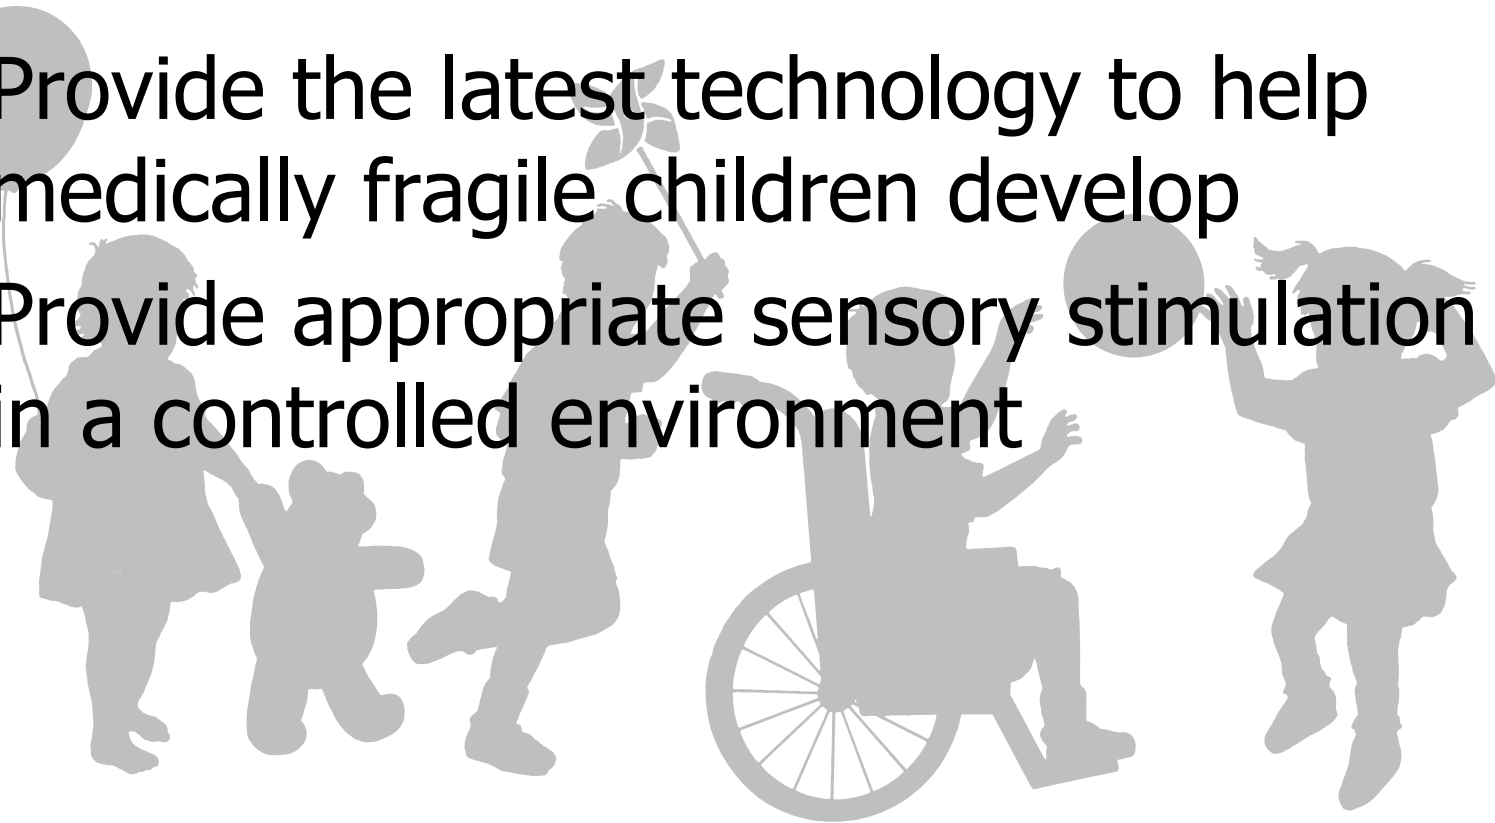 Provide the latest technology to help
medically fragile children develop
Provide appropriate sensory stimulation
in a controlled environment